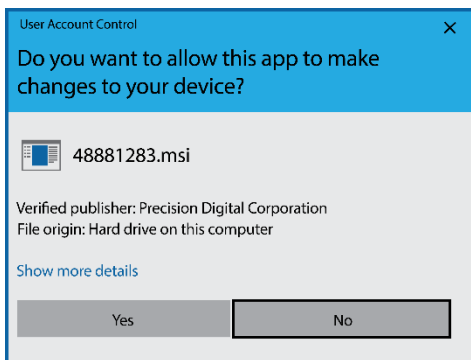 User Account Control
Do you want to allow this app to make
changes to your device?
48881283.msi
Verified publisher: Precision Digital Corporation
File origin: Hard drive on this computer
Show more details
Yes
No